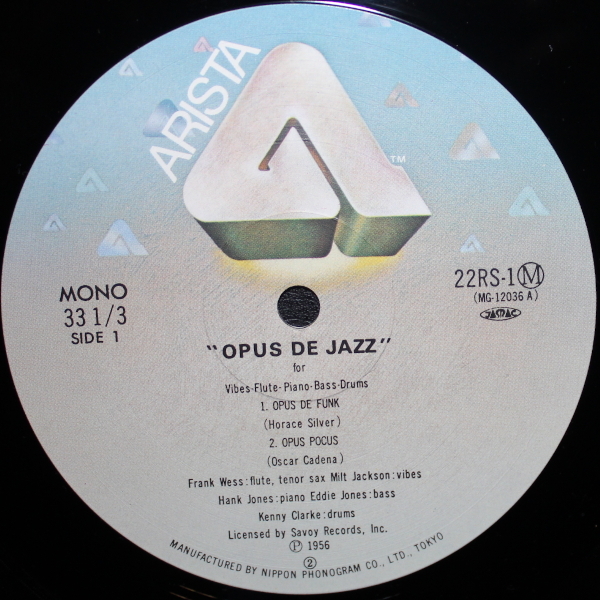 ARISTA
TM
MONO
33 1/3
SIDE 1
22RS-1 Ⓜ
(MG-12036 A)
JASRAC
"OPUS DE JAZZ"
for
Vibes-Flute-Piano-Bass-Drums
1. OPUS DE FUNK
(Horace Silver)
2. OPUS POCUS
(Oscar Cadena)
Frank Wess:flute, tenor sax Milt Jackson:vibes
Hank Jones:piano Eddie Jones:bass
Kenny Clarke:drums
Licensed by Savoy Records, Inc.
Ⓟ 1956
②
MANUFACTURED BY NIPPON PHONOGRAM CO., LTD., TOKYO